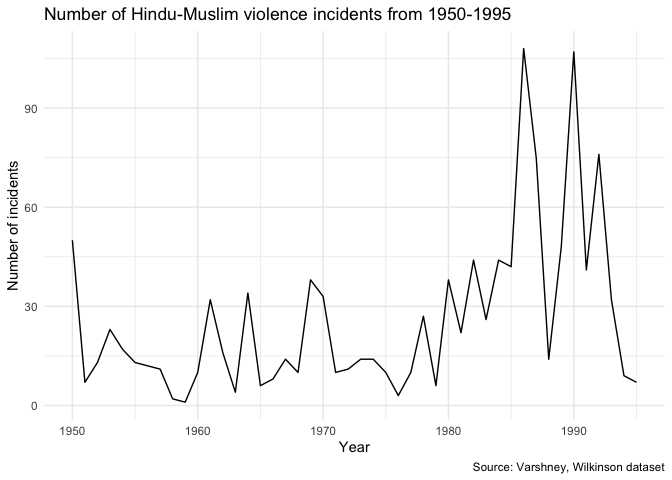 Number of Hindu-Muslim violence incidents from 1950-1995
Number of incidents
90
60
30
0
1950 1960 1970 1980 1990
Year
Source: Varshney, Wilkinson dataset